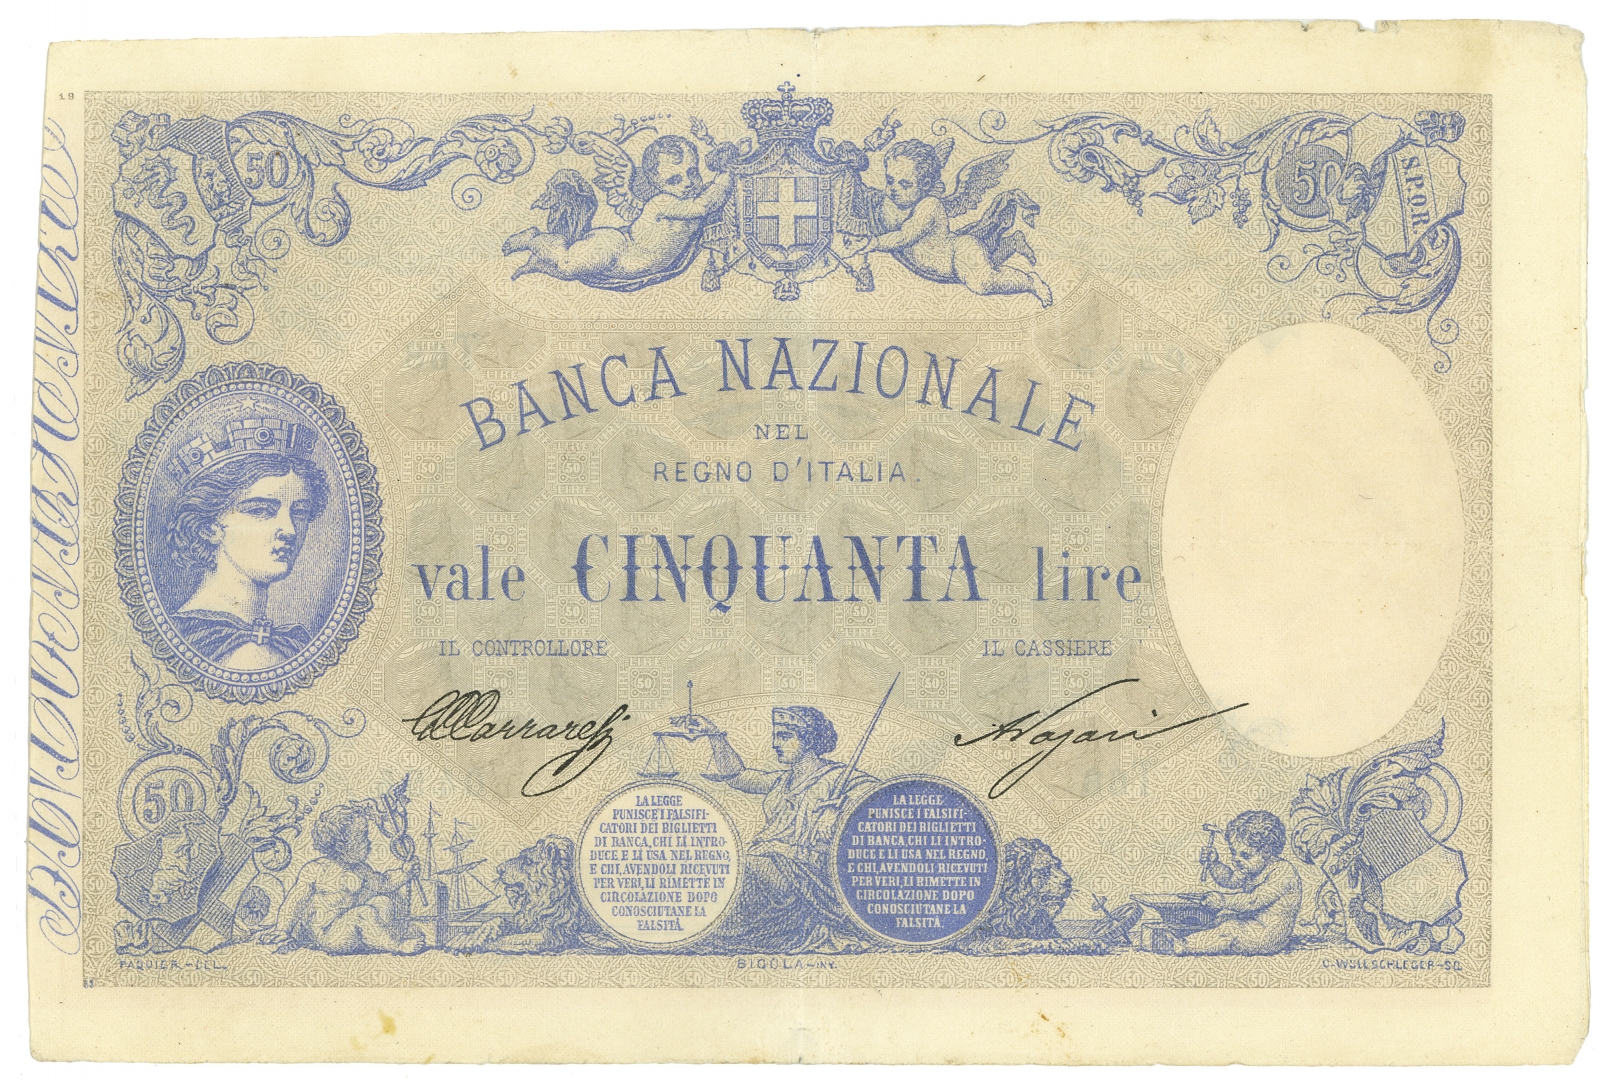 18
50
50
S.P.Q.R
BANCA NAZIONALE
NEL
REGNO D'ITALIA.
vale CINQUANTA lire
IL CONTROLLORE
IL CASSIERE
50
LA LEGGE
PUNISCE I FALSIFI-
CATORI DEI BIGLIETTI
DI BANCA, CHI LI INTRO-
DUCE E LI USA NEL REGNO,
E CHI, AVENDOLI RICEVUTI
PER VERI, LI RIMETTE IN
CIRCOLAZIONE DOPO
CONOSCIUTANE LA
FALSITÀ.
LA LEGGE
PUNISCE I FALSIFI-
CATORI DEI BIGLIETTI
DI BANCA, CHI LI INTRO-
DUCE E LI USA NEL REGNO,
E CHI, AVENDOLI RICEVUTI
PER VERI, LI RIMETTE IN
CIRCOLAZIONE DOPO
CONOSCIUTANE LA
FALSITÀ.
BIGOLA-INV.